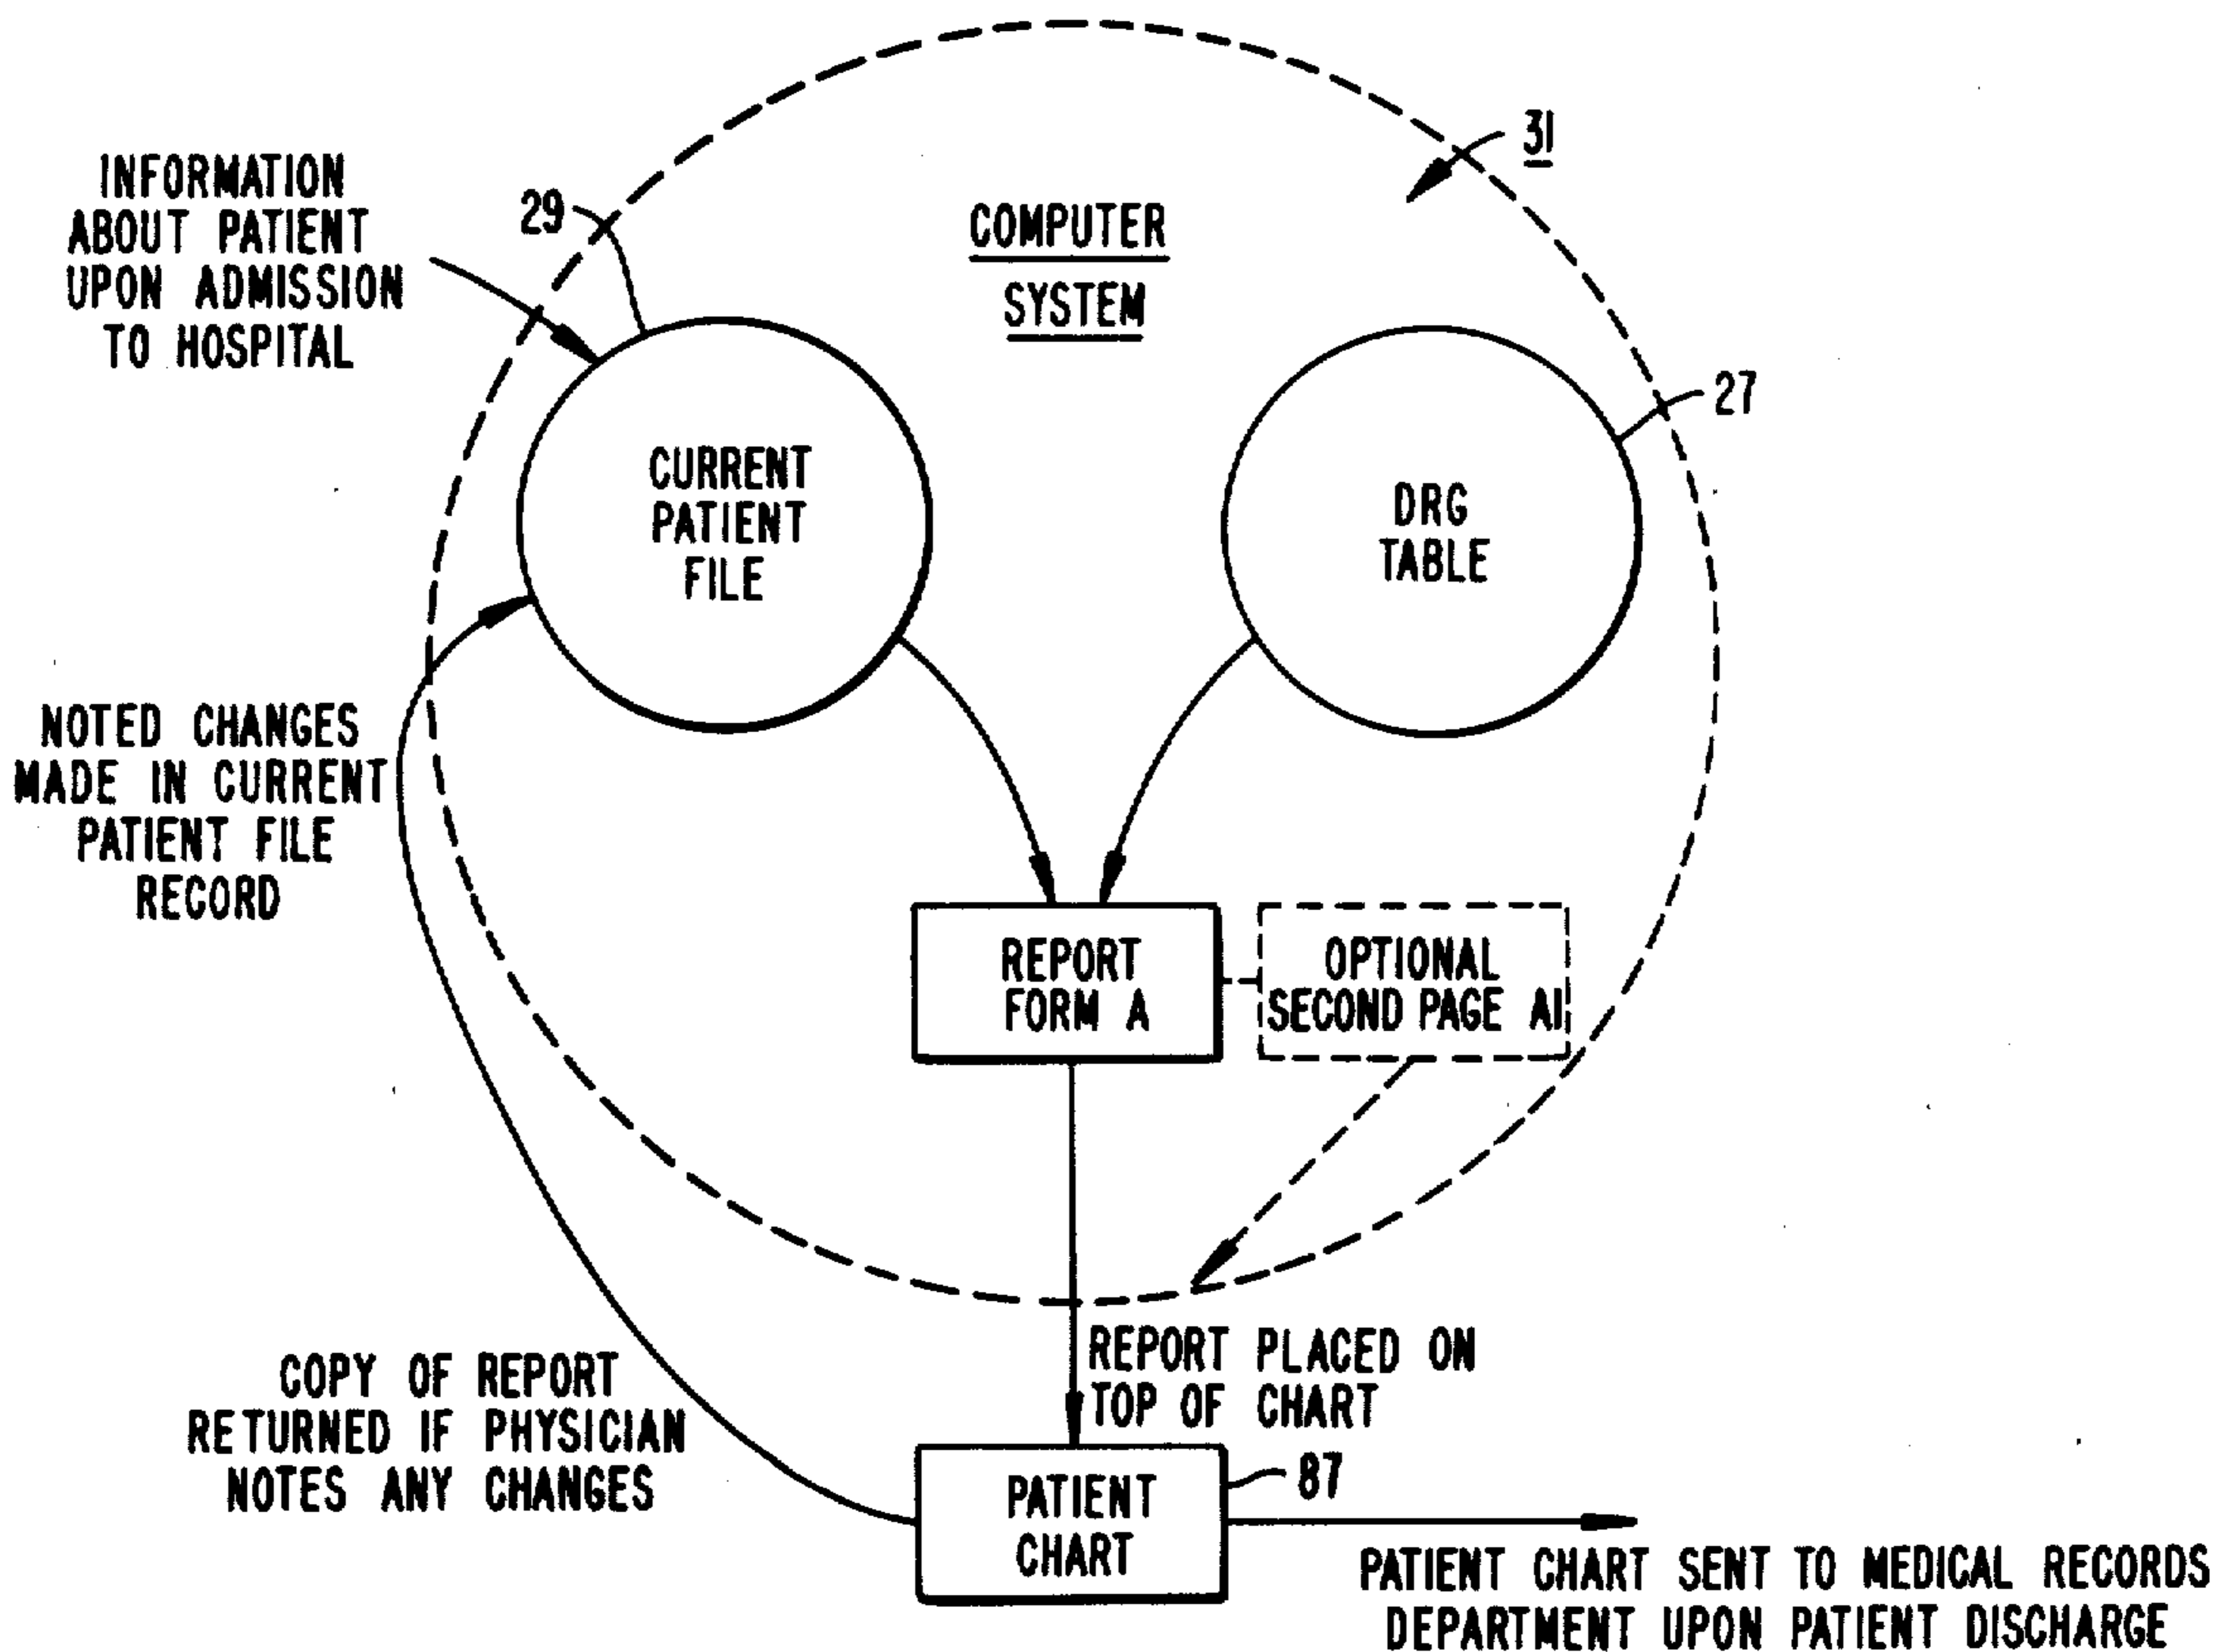 31
INFORMATION
ABOUT PATIENT
UPON ADMISSION
TO HOSPITAL
29
COMPUTER
SYSTEM
27
CURRENT
PATIENT
FILE
DRG
TABLE
NOTED CHANGES
MADE IN CURRENT
PATIENT FILE
RECORD
REPORT
FORM A
OPTIONAL
SECOND PAGE A1
REPORT PLACED ON
TOP OF CHART
COPY OF REPORT
RETURNED IF PHYSICIAN
NOTES ANY CHANGES
87
PATIENT
CHART
PATIENT CHART SENT TO MEDICAL RECORDS
DEPARTMENT UPON PATIENT DISCHARGE